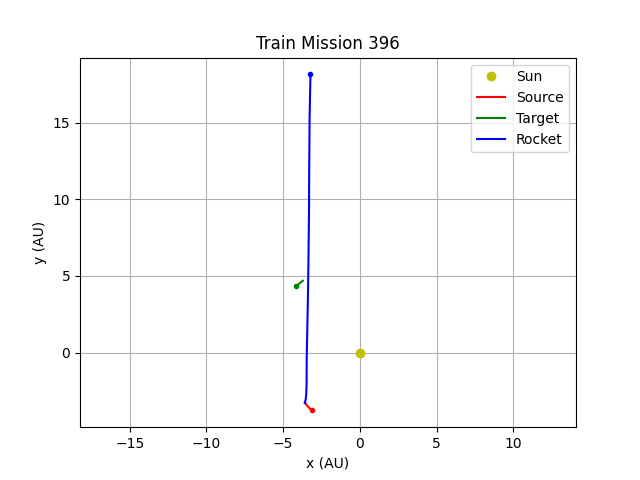 Train Mission 396
Sun
Source
Target
Rocket
15
10
5
0
y (AU)
−15
−10
−5
0
5
10
x (AU)